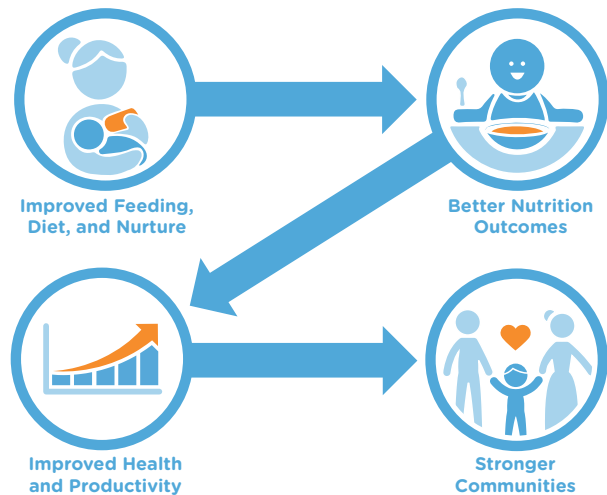 Improved Feeding,
Diet, and Nurture
Better Nutrition
Outcomes
Improved Health
and Productivity
Stronger
Communities